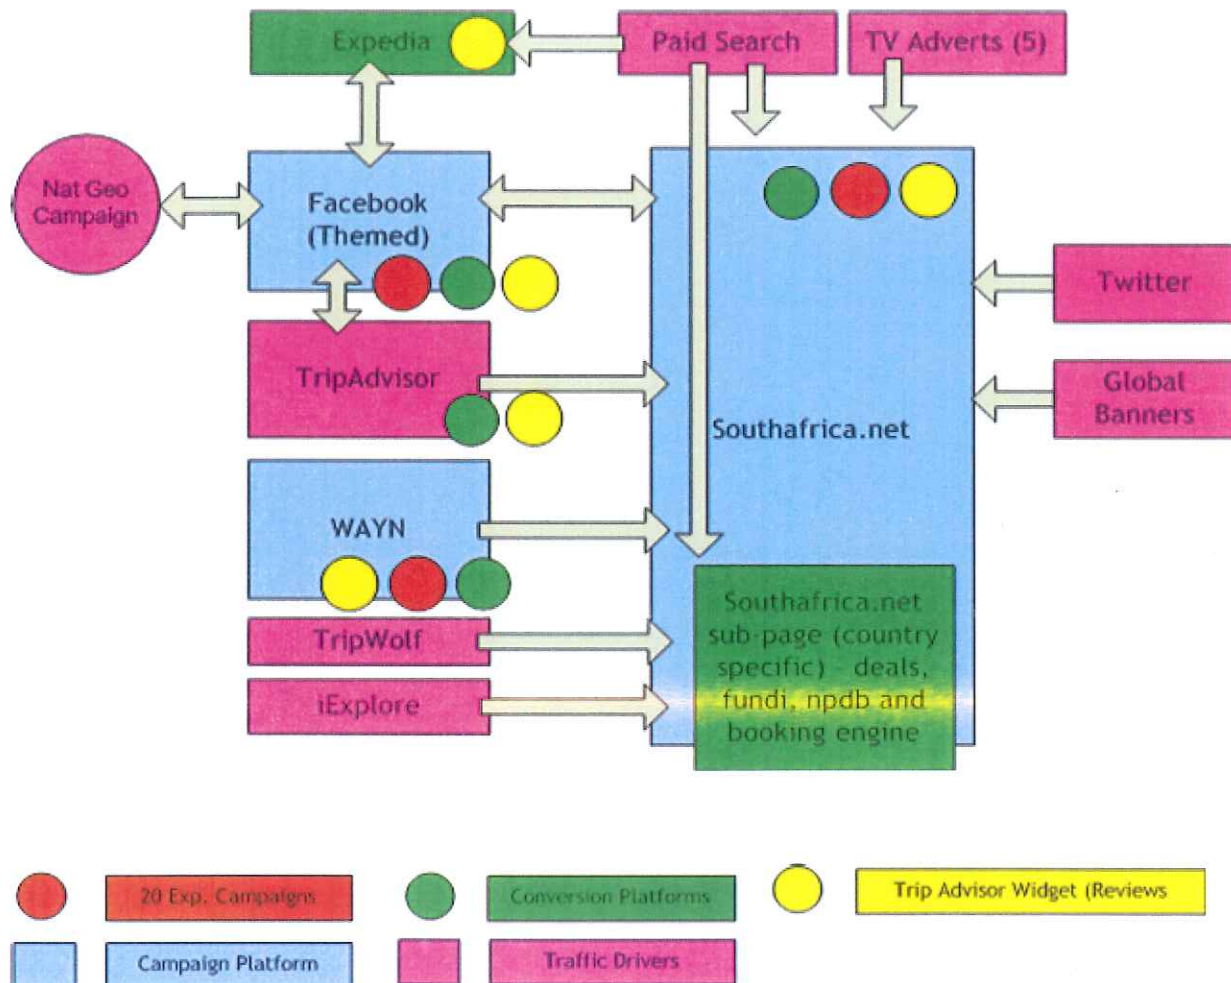 Expedia
Paid Search
TV Adverts (5)
Nat Geo
Campaign
Facebook
(Themed)
Twitter
TripAdvisor
Global
Banners
Southafrica.net
WAYN
Southafrica.net
sub-page (country
specific) - deals,
fundi, npdb and
booking engine
TripWolf
iExplore
20 Exp. Campaigns
Conversion Platforms
Trip Advisor Widget (Reviews
Campaign Platform
Traffic Drivers